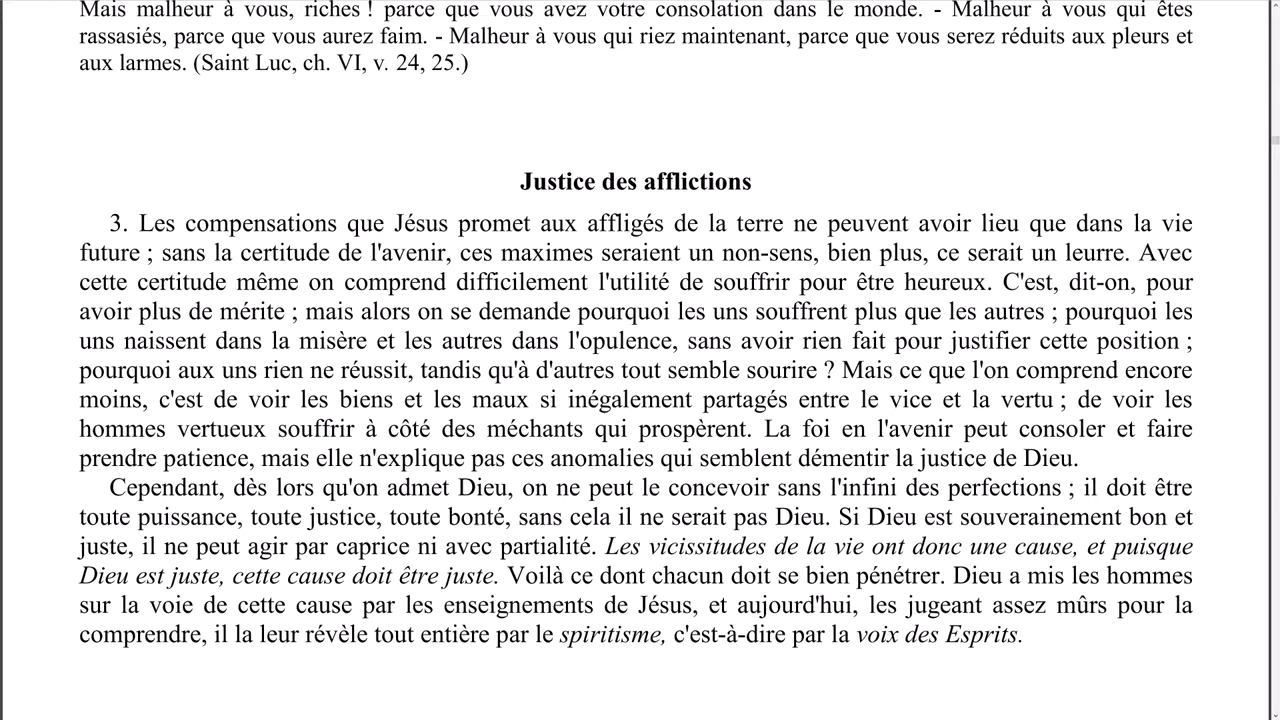 Mais malheur à vous, riches ! parce que vous avez votre consolation dans le monde. - Malheur à vous qui êtes
rassasiés, parce que vous aurez faim. - Malheur à vous qui riez maintenant, parce que vous serez réduits aux pleurs et
aux larmes. (Saint Luc, ch. VI, v. 24, 25.)
Justice des afflictions
3. Les compensations que Jésus promet aux affligés de la terre ne peuvent avoir lieu que dans la vie
future ; sans la certitude de l'avenir, ces maximes seraient un non-sens, bien plus, ce serait un leurre. Avec
cette certitude même on comprend difficilement l'utilité de souffrir pour être heureux. C'est, dit-on, pour
avoir plus de mérite ; mais alors on se demande pourquoi les uns souffrent plus que les autres ; pourquoi les
uns naissent dans la misère et les autres dans l'opulence, sans avoir rien fait pour justifier cette position ;
pourquoi aux uns rien ne réussit, tandis qu'à d'autres tout semble sourire ? Mais ce que l'on comprend encore
moins, c'est de voir les biens et les maux si inégalement partagés entre le vice et la vertu ; de voir les
hommes vertueux souffrir à côté des méchants qui prospèrent. La foi en l'avenir peut consoler et faire
prendre patience, mais elle n'explique pas ces anomalies qui semblent démentir la justice de Dieu.
Cependant, dès lors qu'on admet Dieu, on ne peut le concevoir sans l'infini des perfections ; il doit être
toute puissance, toute justice, toute bonté, sans cela il ne serait pas Dieu. Si Dieu est souverainement bon et
juste, il ne peut agir par caprice ni avec partialité. Les vicissitudes de la vie ont donc une cause, et puisque
Dieu est juste, cette cause doit être juste. Voilà ce dont chacun doit se bien pénétrer. Dieu a mis les hommes
sur la voie de cette cause par les enseignements de Jésus, et aujourd'hui, les jugeant assez mûrs pour la
comprendre, il la leur révèle tout entière par le spiritisme, c'est-à-dire par la voix des Esprits.